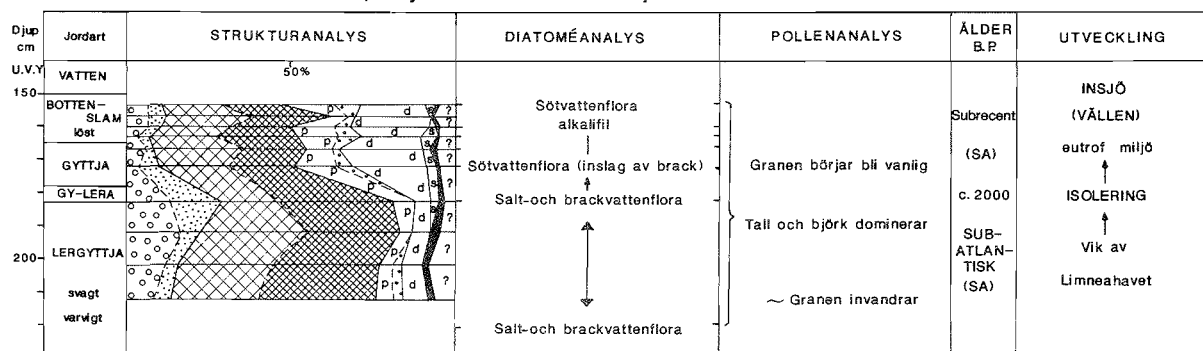 Djup
cm
Jordart
STRUKTURANALYS
DIATOMÉANALYS
POLLENANALYS
ÅLDER
B.P.
UTVECKLING
U.V.Y
VATTEN
50%
150
BOTTEN-
SLAM
löst
GYTTJA
GY-LERA
200
LERGYTTJA
svagt
varvigt
p d s ?
p d ?
p d s ?
p d s ?
p d s ?
p d s ?
d ?
p d ?
Sötvattenflora
alkalifil
Sötvattenflora (inslag av brack)
Salt-och brackvattenflora
Salt-och brackvattenflora
Granen börjar bli vanlig
Tall och björk dominerar
~ Granen invandrar
Subrecent
(SA)
c. 2000
SUB-
ATLAN-
TISK
(SA)
INSJÖ
(VÄLLEN)
eutrof miljö
ISOLERING
Vik av
Limneahavet